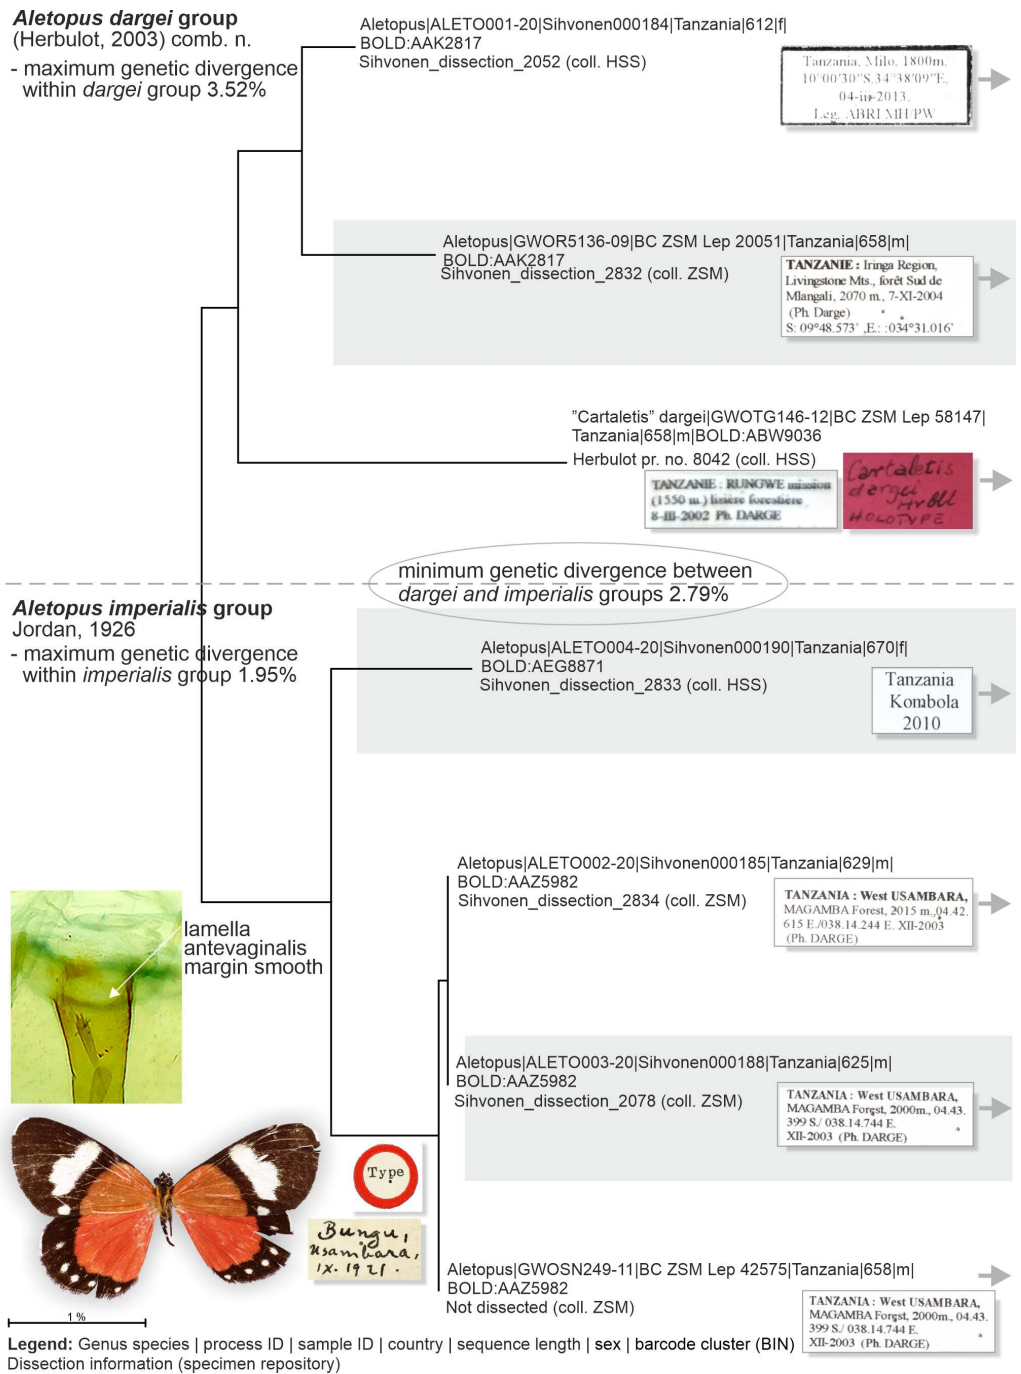 Aletopus dargei group
(Herbulot, 2003) comb. n.
- maximum genetic divergence
within dargei group 3.52%
Aletopus|ALETO001-20|Sihvonen000184|Tanzania|612|f|
BOLD:AAK2817
Sihvonen_dissection_2052 (coll. HSS)
Tanzania, Milo, 1800m.
10°00'30"S.34°38'09"E.
04-iii-2013.
Leg. ABRI MH/PW
Aletopus|GWOR5136-09|BC ZSM Lep 20051|Tanzania|658|m|
BOLD:AAK2817
Sihvonen_dissection_2832 (coll. ZSM)
TANZANIE : Iringa Region,
Livingstone Mts., forêt Sud de
Mlangali, 2070 m., 7-XI-2004
(Ph. Darge)
S: 09°48.573' ,E.: :034°31.016'
"Cartaletis" dargei|GWOTG146-12|BC ZSM Lep 58147|
Tanzania|658|m|BOLD:ABW9036
Herbulot pr. no. 8042 (coll. HSS)
TANZANIE : RUNGWE mission
(1550 m.) lisière forestière
8-III-2002 Ph. DARGE
Cartaletis
dargei
Hrblt
HOLOTYPE
minimum genetic divergence between
dargei and imperialis groups 2.79%
Aletopus imperialis group
Jordan, 1926
- maximum genetic divergence
within imperialis group 1.95%
Aletopus|ALETO004-20|Sihvonen000190|Tanzania|670|f|
BOLD:AEG8871
Sihvonen_dissection_2833 (coll. HSS)
Tanzania
Kombola
2010
Aletopus|ALETO002-20|Sihvonen000185|Tanzania|629|m|
BOLD:AAZ5982
Sihvonen_dissection_2834 (coll. ZSM)
TANZANIA : West USAMBARA,
MAGAMBA Forest, 2015 m.,04.42.
615 E./038.14.244 E. XII-2003
(Ph. DARGE)
lamella
antevaginalis
margin smooth
Aletopus|ALETO003-20|Sihvonen000188|Tanzania|625|m|
BOLD:AAZ5982
Sihvonen_dissection_2078 (coll. ZSM)
TANZANIA : West USAMBARA,
MAGAMBA Forest, 2000m., 04.43.
399 S./ 038.14.744 E.
XII-2003 (Ph. DARGE)
Type
Bungu,
Usambara,
IX. 1921.
Aletopus|GWOSN249-11|BC ZSM Lep 42575|Tanzania|658|m|
BOLD:AAZ5982
Not dissected (coll. ZSM)
TANZANIA : West USAMBARA,
MAGAMBA Forest, 2000m., 04.43.
399 S./ 038.14.744 E.
XII-2003 (Ph. DARGE)
1 %
Legend: Genus species | process ID | sample ID | country | sequence length | sex | barcode cluster (BIN)
Dissection information (specimen repository)